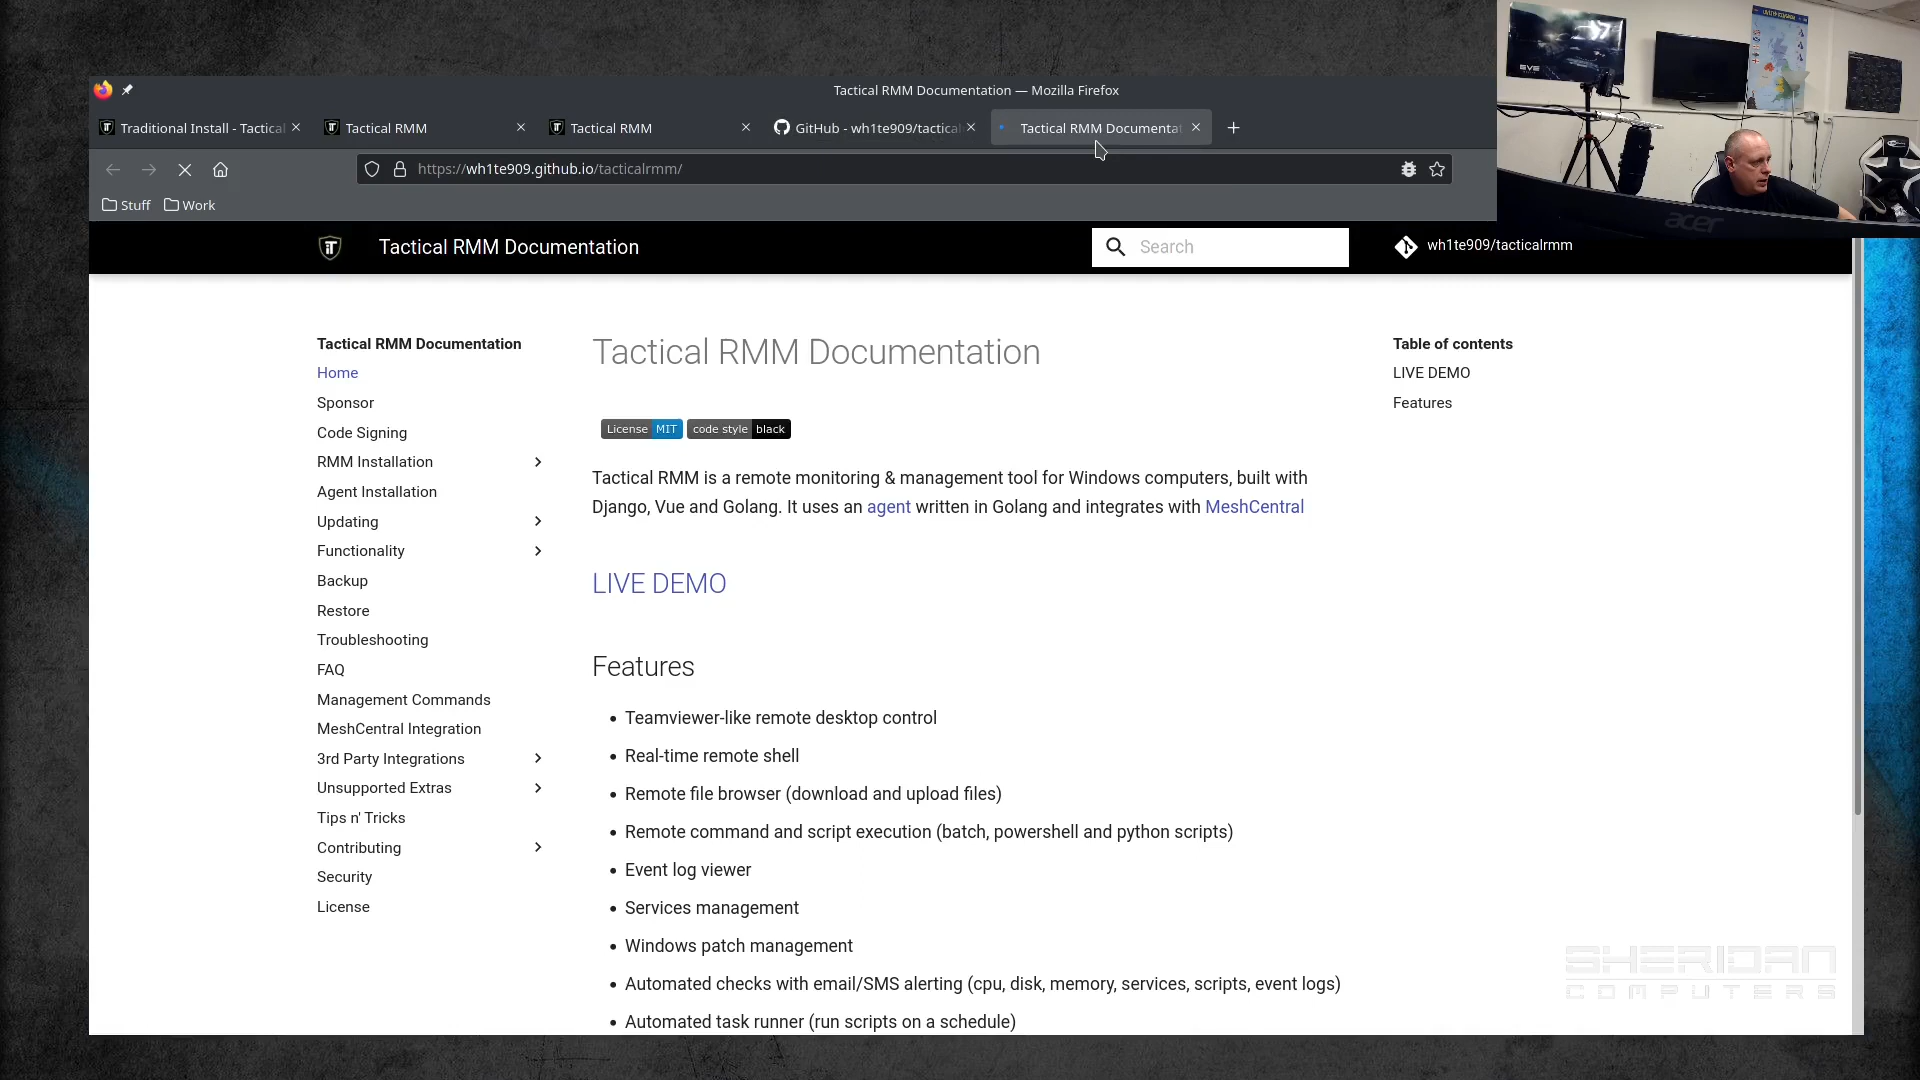 Tactical RMM Documentation — Mozilla Firefox
Traditional Install - Tactical
Tactical RMM
Tactical RMM
GitHub - wh1te909/tactical
Tactical RMM Documentat
https://wh1te909.github.io/tacticalrmm/
Stuff
Work
Tactical RMM Documentation
Search
wh1te909/tacticalrmm
Tactical RMM Documentation
Home
Sponsor
Code Signing
RMM Installation
Agent Installation
Updating
Functionality
Backup
Restore
Troubleshooting
FAQ
Management Commands
MeshCentral Integration
3rd Party Integrations
Unsupported Extras
Tips n' Tricks
Contributing
Security
License
Tactical RMM Documentation
License MIT code style black
Tactical RMM is a remote monitoring & management tool for Windows computers, built with
Django, Vue and Golang. It uses an agent written in Golang and integrates with MeshCentral
LIVE DEMO
Features
• Teamviewer-like remote desktop control
• Real-time remote shell
• Remote file browser (download and upload files)
• Remote command and script execution (batch, powershell and python scripts)
• Event log viewer
• Services management
• Windows patch management
• Automated checks with email/SMS alerting (cpu, disk, memory, services, scripts, event logs)
• Automated task runner (run scripts on a schedule)
Table of contents
LIVE DEMO
Features
EVE
acer
SHERIDAN
COMPUTERS